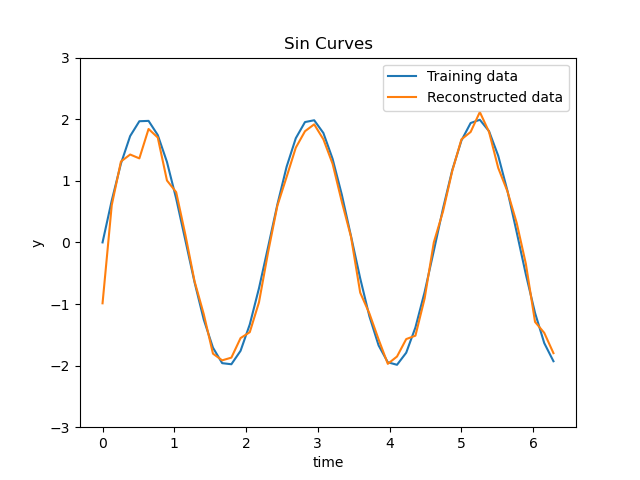 Sin Curves
Training data
Reconstructed data
3
2
1
0
−1
−2
−3
y
0 1 2 3 4 5 6
time